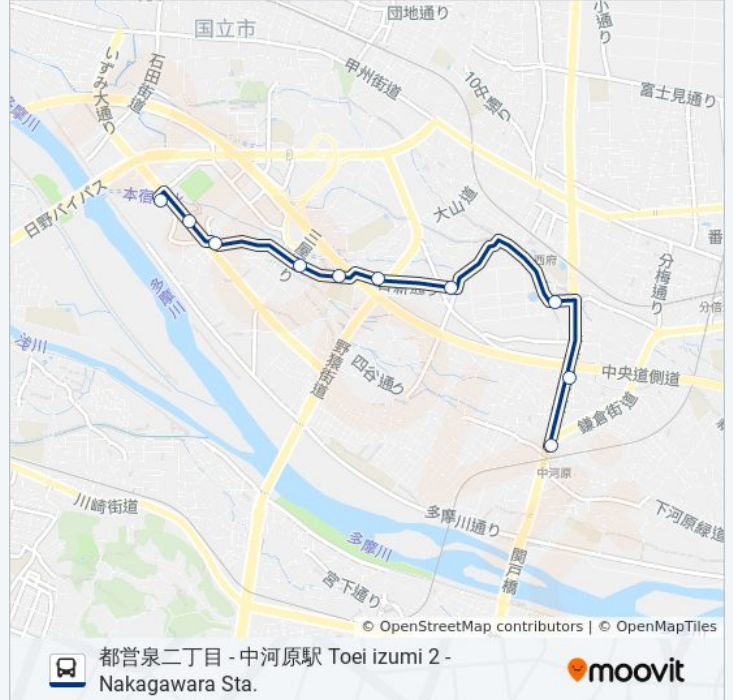 団地通り
小通り
国立市
いずみ大通り
石田街道
甲州街道
10中通り
富士見通り
多摩川
本宿
日野バイパス
大山道
三屋
り
西府
番
分梅通り
分倍
多摩川
浅川
野猿街道
四谷通り
中央道側道
鎌倉街道
中河原
川崎街道
多摩川通り
下河原緑道
多摩川
関戸橋
宮下通り
© OpenStreetMap contributors | © OpenMapTiles
都営泉二丁目 - 中河原駅 Toei izumi 2 -
Nakagawara Sta.
moovit